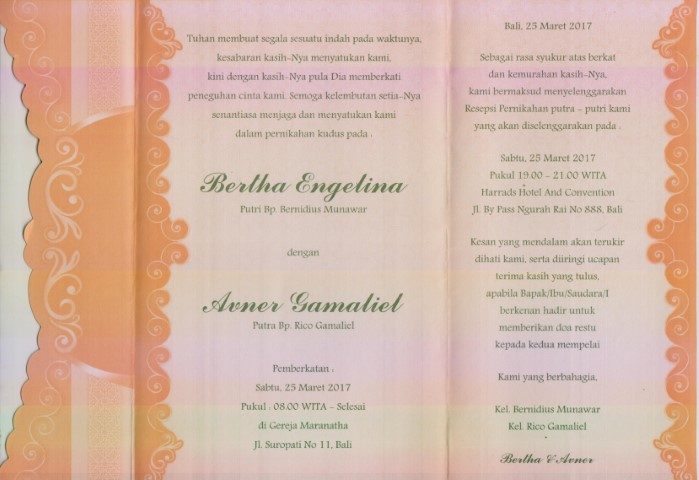 Tuhan membuat segala sesuatu indah pada waktunya,
kesabaran kasih-Nya menyatukan kami,
kini dengan kasih-Nya pula Dia memberkati
peneguhan cinta kami. Semoga kelembutan setia-Nya
senantiasa menjaga dan menyatukan kami
dalam pernikahan kudus pada :
Bertha Engelina
Putri Bp. Bernidius Munawar
dengan
Avner Gamaliel
Putra Bp. Rico Gamaliel
Pemberkatan :
Sabtu, 25 Maret 2017
Pukul : 08.00 WITA - Selesai
di Gereja Maranatha
Jl. Suropati No 11, Bali
Bali, 25 Maret 2017
Sebagai rasa syukur atas berkat
dan kemurahan kasih-Nya,
kami bermaksud menyelenggarakan
Resepsi Pernikahan putra - putri kami
yang akan diselenggarakan pada :
Sabtu, 25 Maret 2017
Pukul 19.00 - 21.00 WITA
Harrads Hotel And Convention
Jl. By Pass Ngurah Rai No 888, Bali
Kesan yang mendalam akan terukir
dihati kami, serta diiringi ucapan
terima kasih yang tulus,
apabila Bapak/Ibu/Saudara/I
berkenan hadir untuk
memberikan doa restu
kepada kedua mempelai
Kami yang berbahagia,
Kel. Bernidius Munawar
Kel. Rico Gamaliel
Bertha & Avner